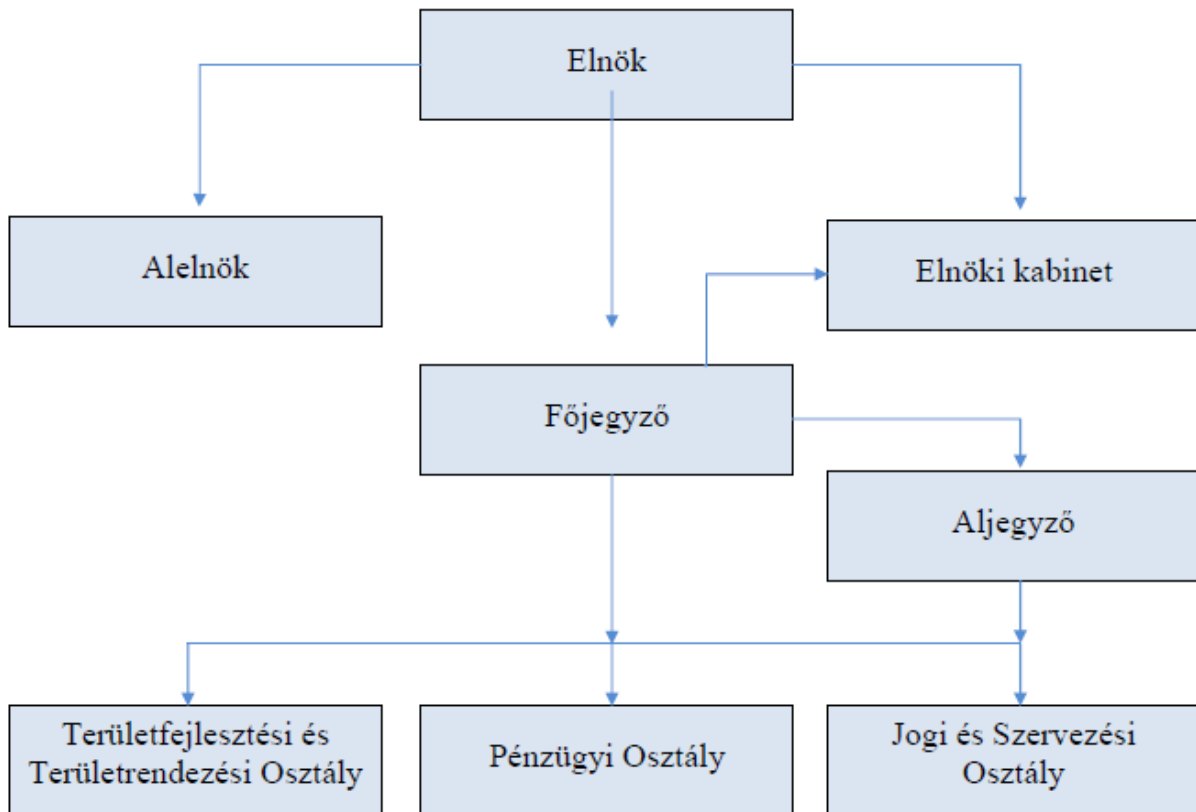 Elnök
Alelnök
Elnöki kabinet
Főjegyző
Aljegyző
Területfejlesztési és
Területrendezési Osztály
Pénzügyi Osztály
Jogi és Szervezési
Osztály